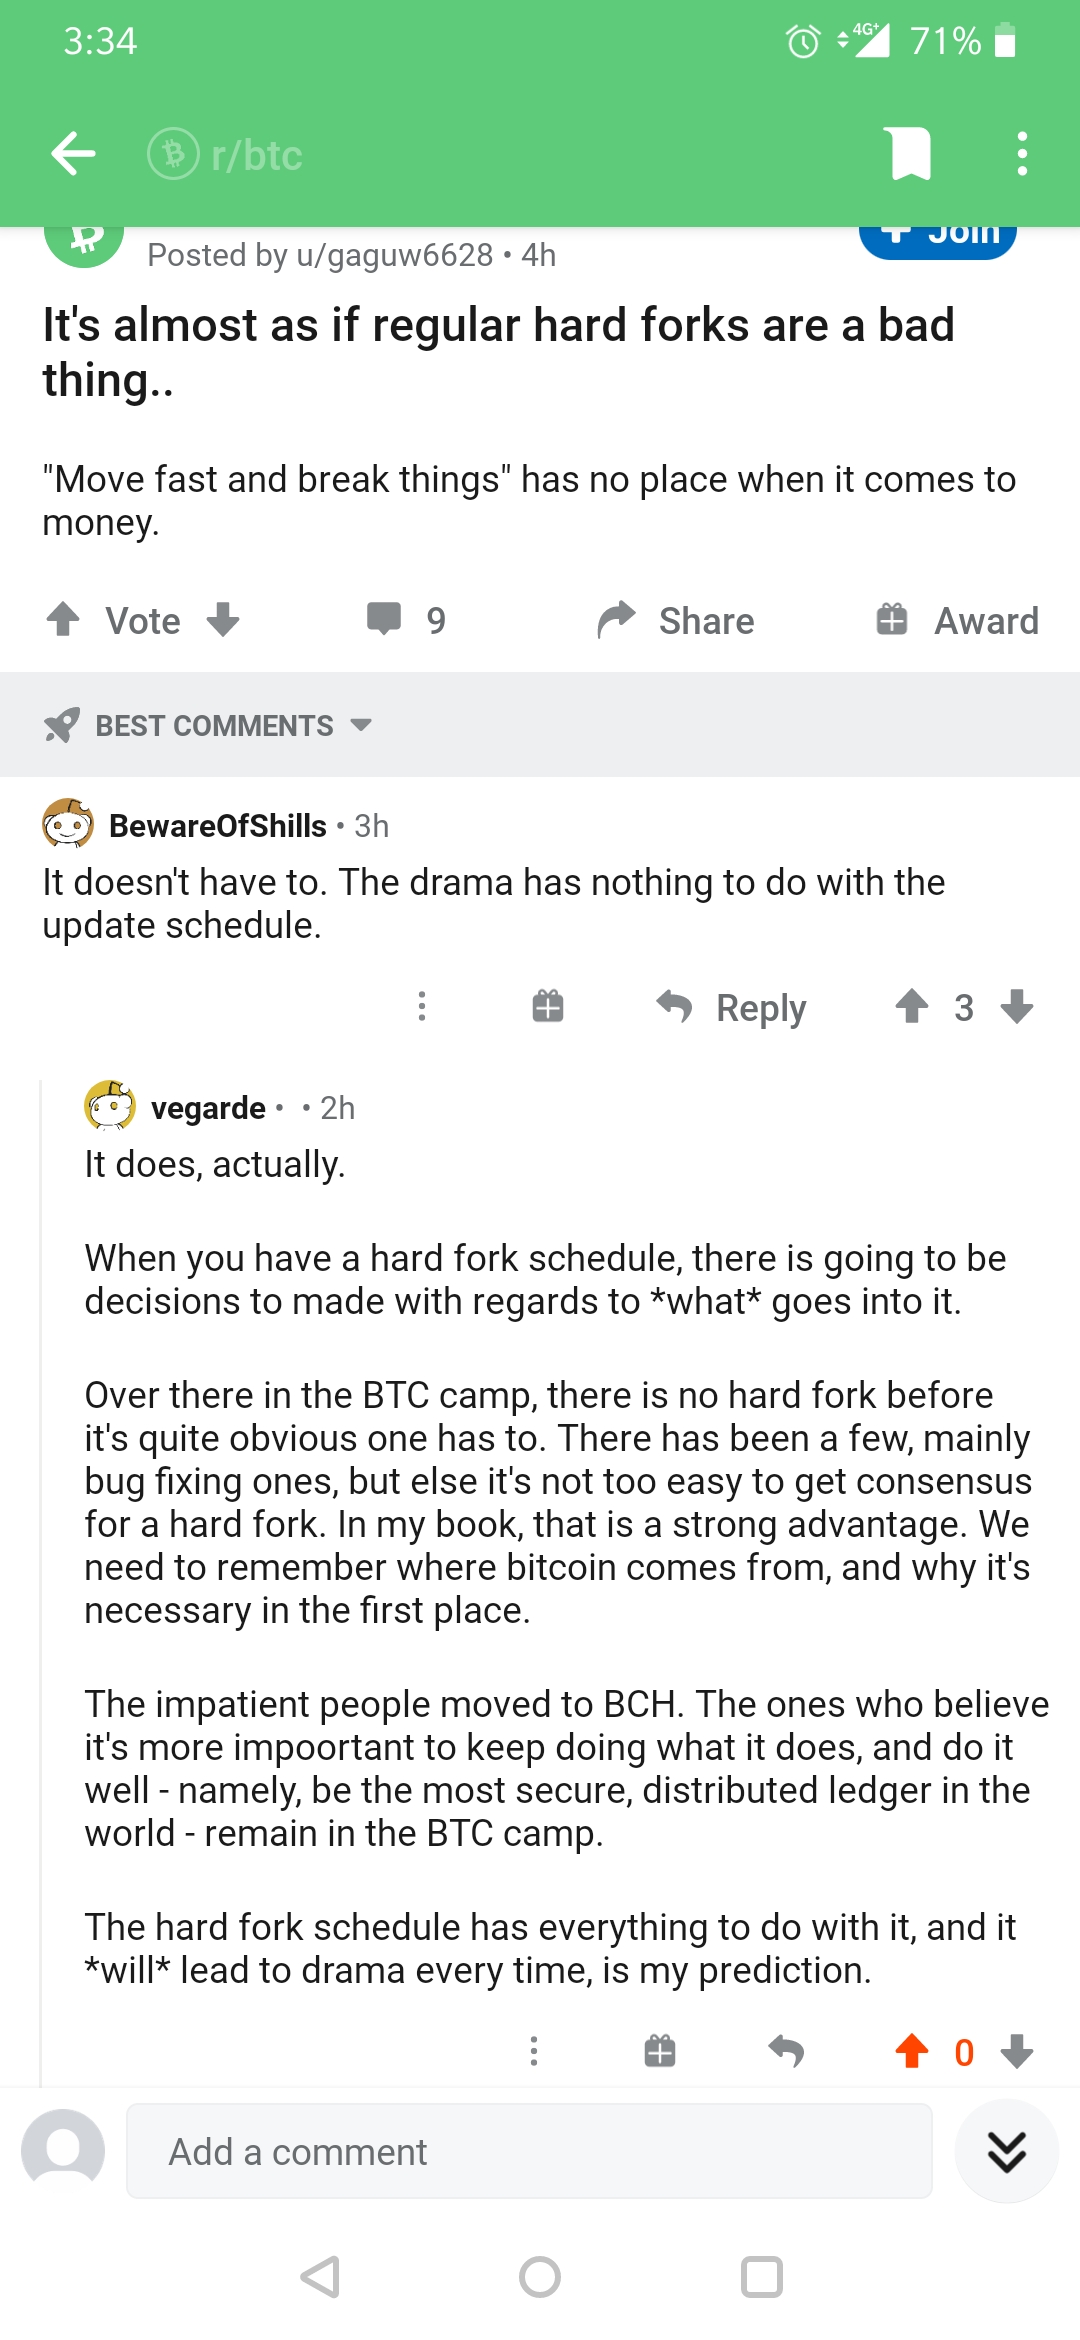 3:34
4G+ 71%
r/btc
Join
Posted by u/gaguw6628 • 4h
It's almost as if regular hard forks are a bad
thing..
"Move fast and break things" has no place when it comes to
money.
Vote 9 Share Award
BEST COMMENTS
BewareOfShills • 3h
It doesn't have to. The drama has nothing to do with the
update schedule.
Reply 3
vegarde • • 2h
It does, actually.
When you have a hard fork schedule, there is going to be
decisions to made with regards to *what* goes into it.
Over there in the BTC camp, there is no hard fork before
it's quite obvious one has to. There has been a few, mainly
bug fixing ones, but else it's not too easy to get consensus
for a hard fork. In my book, that is a strong advantage. We
need to remember where bitcoin comes from, and why it's
necessary in the first place.
The impatient people moved to BCH. The ones who believe
it's more impoortant to keep doing what it does, and do it
well - namely, be the most secure, distributed ledger in the
world - remain in the BTC camp.
The hard fork schedule has everything to do with it, and it
*will* lead to drama every time, is my prediction.
0
Add a comment